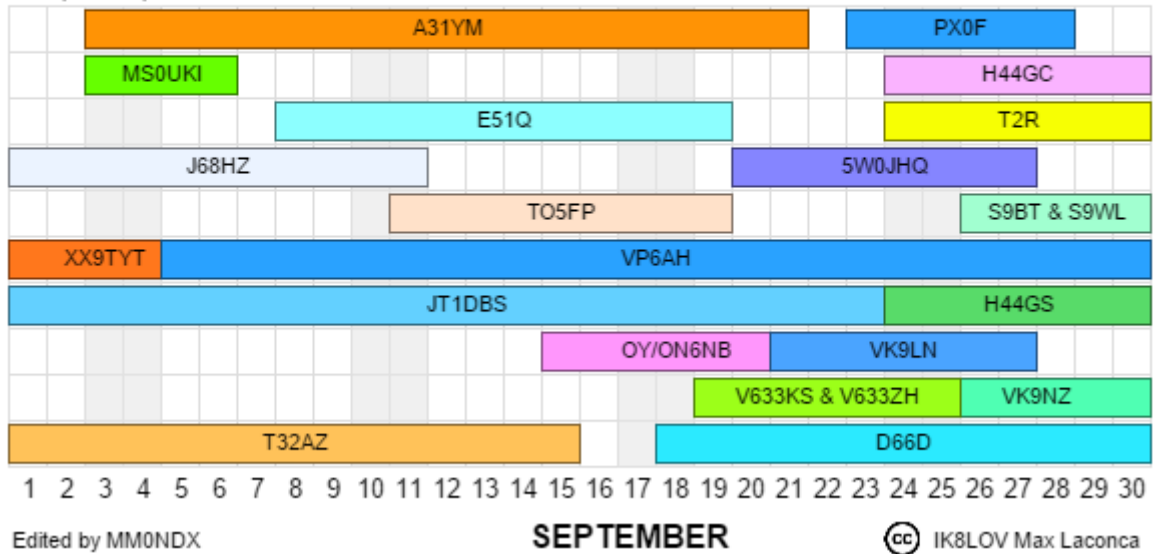 A31YM PX0F
MS0UKI H44GC
E51Q T2R
J68HZ 5W0JHQ
TO5FP S9BT & S9WL
XX9TYT VP6AH
JT1DBS H44GS
OY/ON6NB VK9LN
V633KS & V633ZH VK9NZ
T32AZ D66D
1 2 3 4 5 6 7 8 9 10 11 12 13 14 15 16 17 18 19 20 21 22 23 24 25 26 27 28 29 30
Edited by MM0NDX SEPTEMBER cc IK8LOV Max Laconca